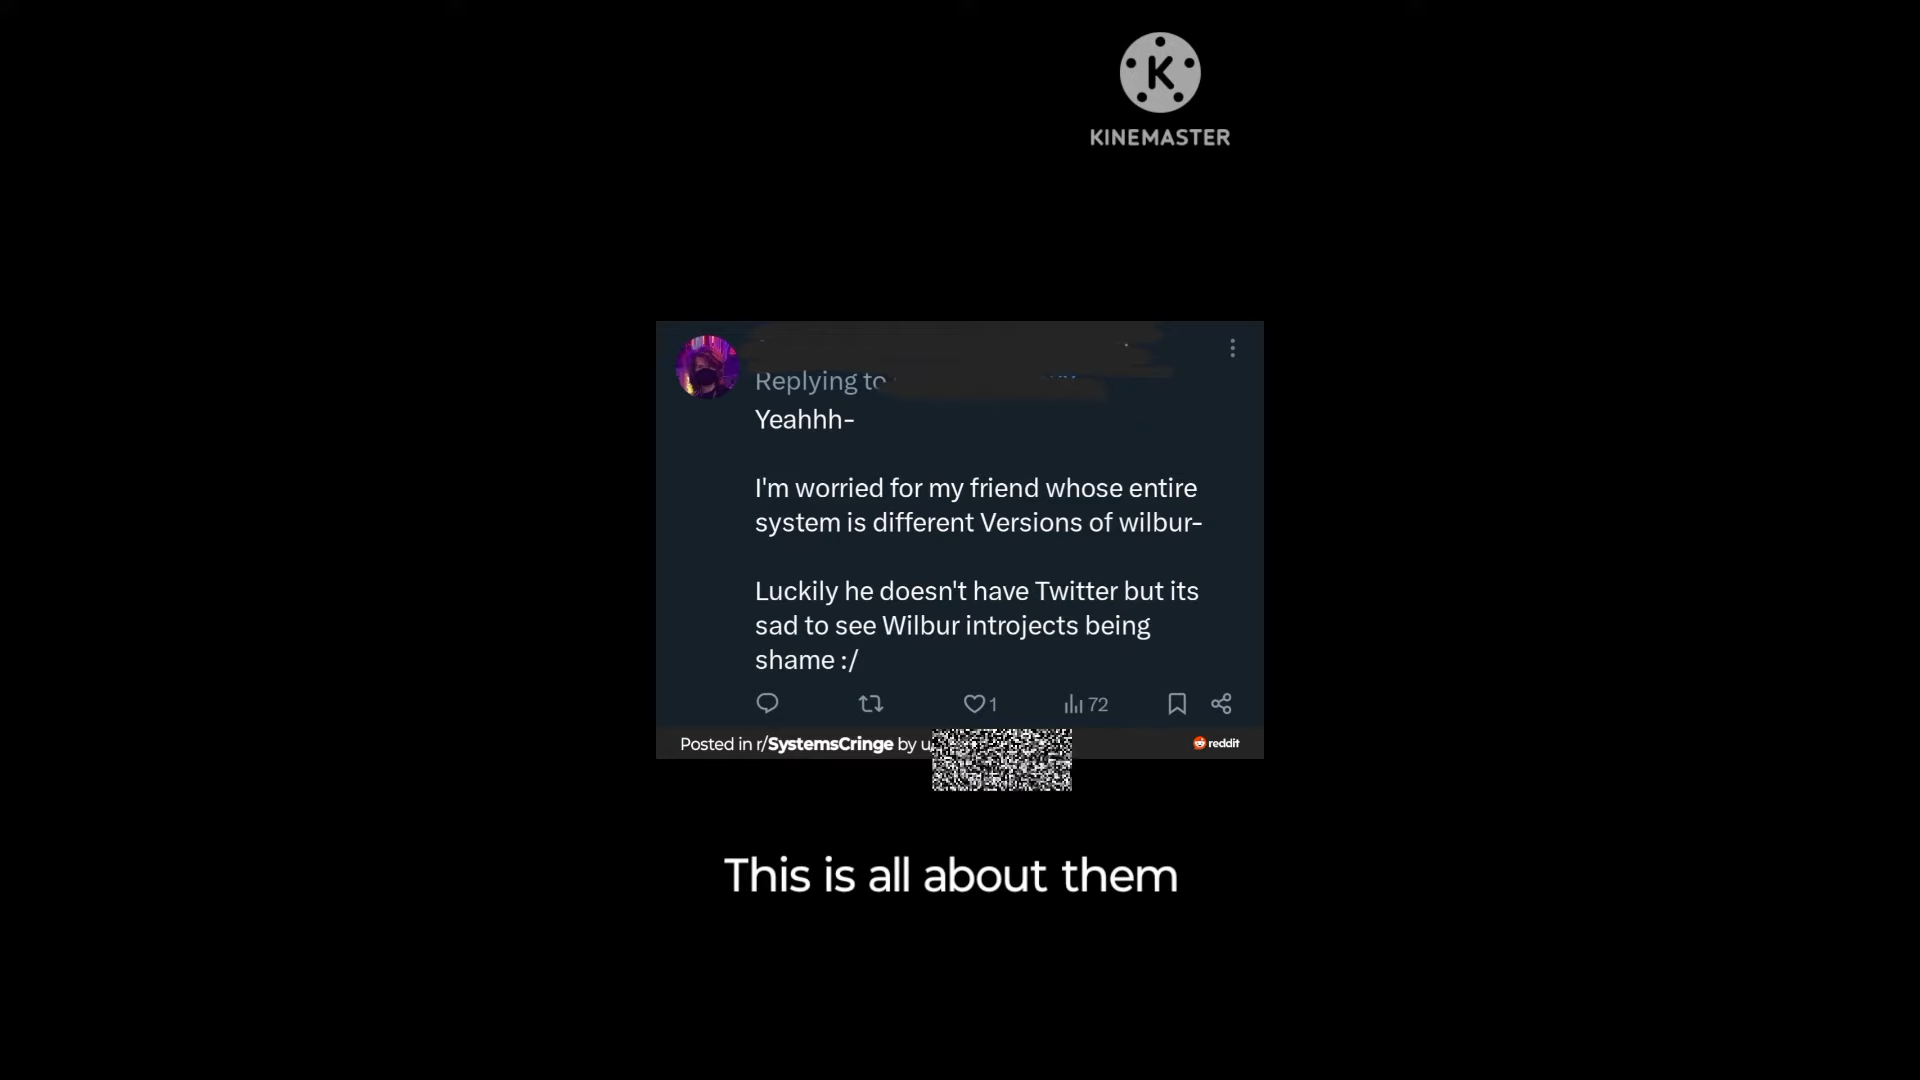 KINEMASTER
Replying to
Yeahhh-
I'm worried for my friend whose entire
system is different Versions of wilbur-
Luckily he doesn't have Twitter but its
sad to see Wilbur introjects being
shame :/
1
72
Posted in r/SystemsCringe by u/
reddit
This is all about them